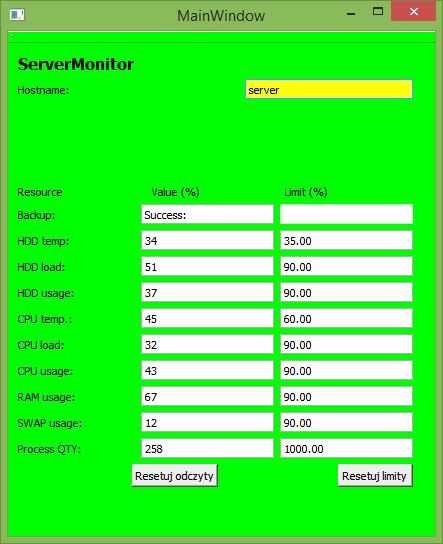 MainWindow
ServerMonitor
Hostname: server
Resource Value (%) Limit (%)
Backup: Success:
HDD temp: 34 35.00
HDD load: 51 90.00
HDD usage: 37 90.00
CPU temp.: 45 60.00
CPU load: 32 90.00
CPU usage: 43 90.00
RAM usage: 67 90.00
SWAP usage: 12 90.00
Process QTY: 258 1000.00
Resetuj odczyty Resetuj limity